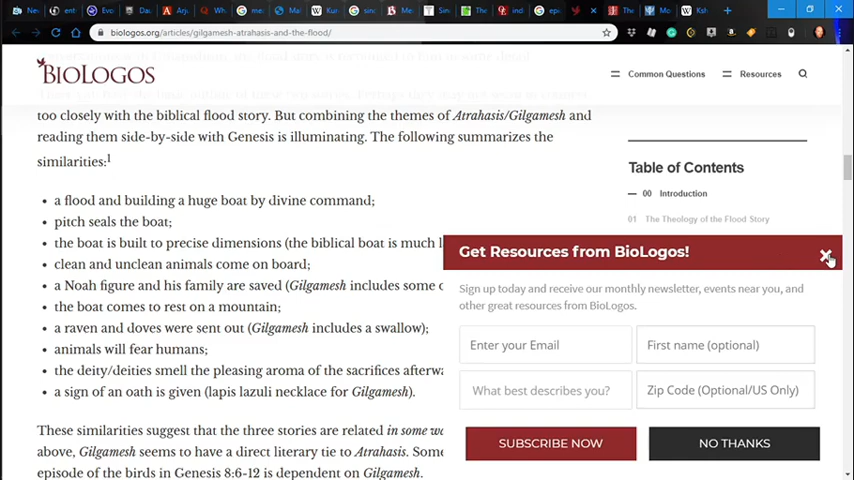 biologos.org/articles/gilgamesh-atrahasis-and-the-flood/
BIOLOGOS
Common Questions
Resources
too closely with the biblical flood story. But combining the themes of Atrahasis/Gilgamesh and
reading them side-by-side with Genesis is illuminating. The following summarizes the
similarities:1
• a flood and building a huge boat by divine command;
• pitch seals the boat;
• the boat is built to precise dimensions (the biblical boat is much l
• clean and unclean animals come on board;
• a Noah figure and his family are saved (Gilgamesh includes some o
• the boat comes to rest on a mountain;
• a raven and doves were sent out (Gilgamesh includes a swallow);
• animals will fear humans;
• the deity/deities smell the pleasing aroma of the sacrifices afterwa
• a sign of an oath is given (lapis lazuli necklace for Gilgamesh).
These similarities suggest that the three stories are related in some wa
above, Gilgamesh seems to have a direct literary tie to Atrahasis. Some
episode of the birds in Genesis 8:6-12 is dependent on Gilgamesh.
Table of Contents
00 Introduction
01 The Theology of the Flood Story
Get Resources from BioLogos!
Sign up today and receive our monthly newsletter, events near you, and
other great resources from BioLogos.
Enter your Email
First name (optional)
What best describes you?
Zip Code (Optional/US Only)
SUBSCRIBE NOW
NO THANKS